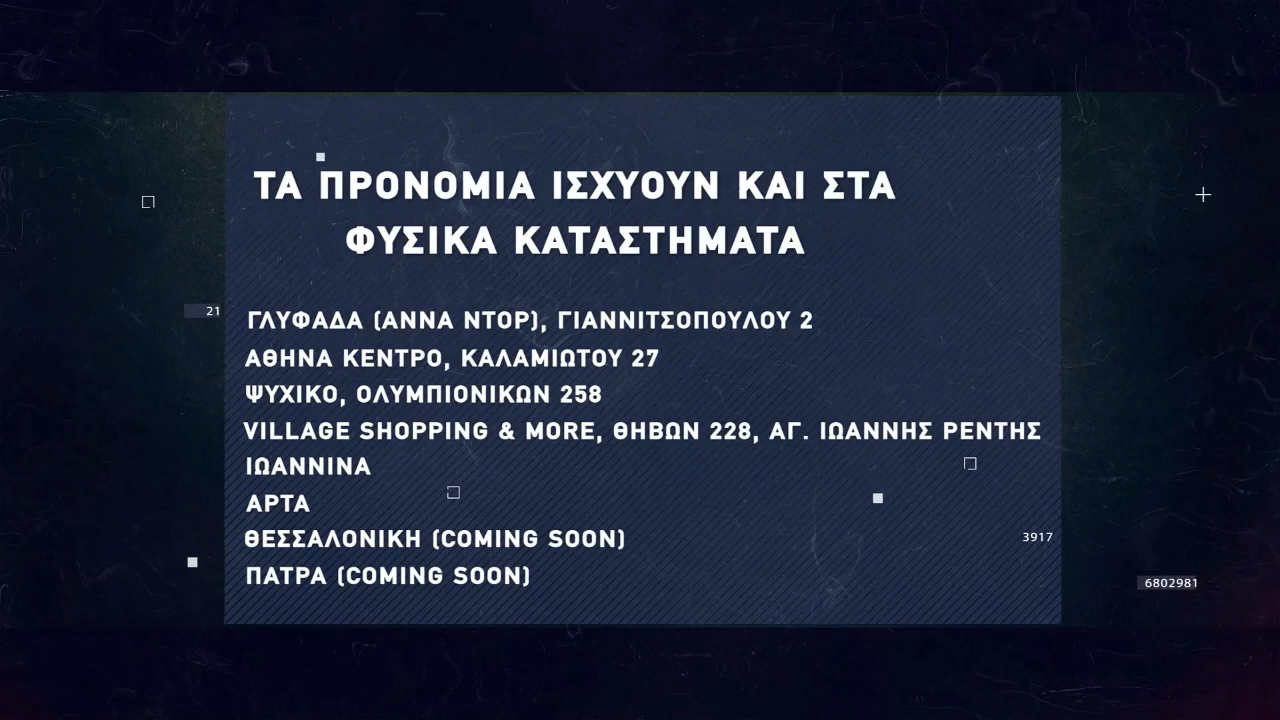 ΤΑ ΠΡΟΝΟΜΙΑ ΙΣΧΥΟΥΝ ΚΑΙ ΣΤΑ
ΦΥΣΙΚΑ ΚΑΤΑΣΤΗΜΑΤΑ
21
ΓΛΥΦΑΔΑ (ΑΝΝΑ ΝΤΟΡ), ΓΙΑΝΝΙΤΣΟΠΟΥΛΟΥ 2
ΑΘΗΝΑ ΚΕΝΤΡΟ, ΚΑΛΑΜΙΩΤΟΥ 27
ΨΥΧΙΚΟ, ΟΛΥΜΠΙΟΝΙΚΩΝ 258
VILLAGE SHOPPING & MORE, ΘΗΒΩΝ 228, ΑΓ. ΙΩΑΝΝΗΣ ΡΕΝΤΗΣ
ΙΩΑΝΝΙΝΑ
ΑΡΤΑ
ΘΕΣΣΑΛΟΝΙΚΗ (COMING SOON)
3917
ΠΑΤΡΑ (COMING SOON)
6802981